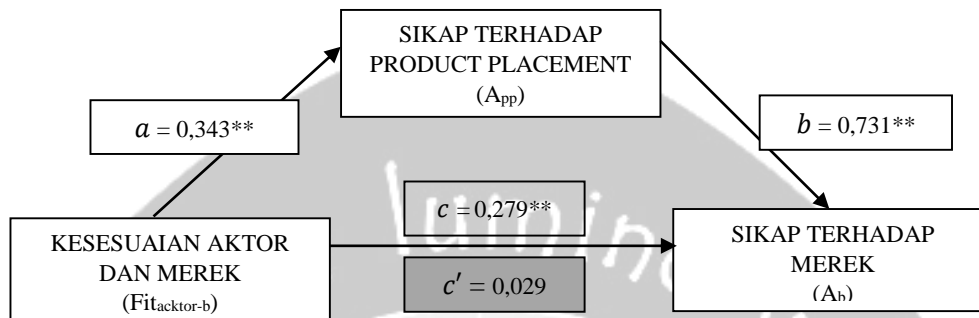 SIKAP TERHADAP
PRODUCT PLACEMENT
(App)
a = 0,343**
b = 0,731**
c = 0,279**
KESESUAIAN AKTOR
DAN MEREK
(Fitacktor-b)
c′ = 0,029
SIKAP TERHADAP
MEREK
(Ab)
lumine